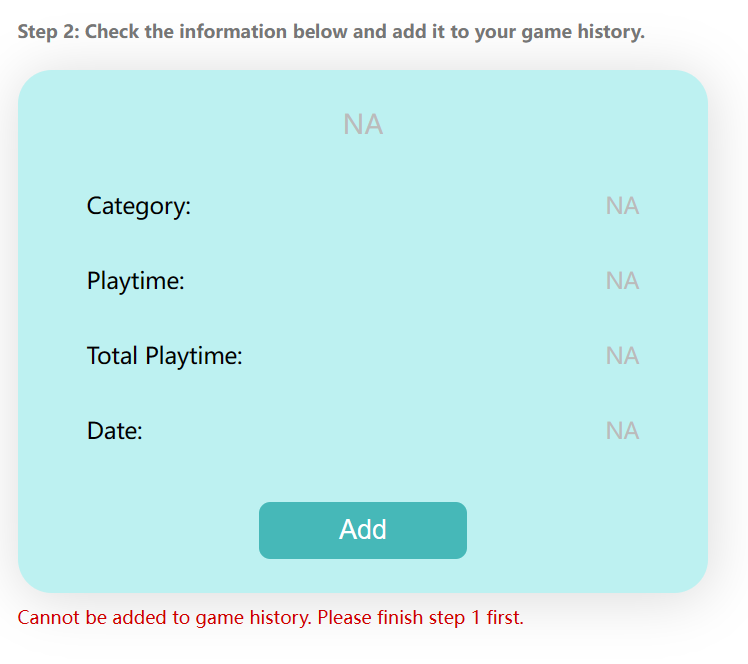 Step 2: Check the information below and add it to your game history.
NA
Category: NA
Playtime: NA
Total Playtime: NA
Date: NA
Add
Cannot be added to game history. Please finish step 1 first.